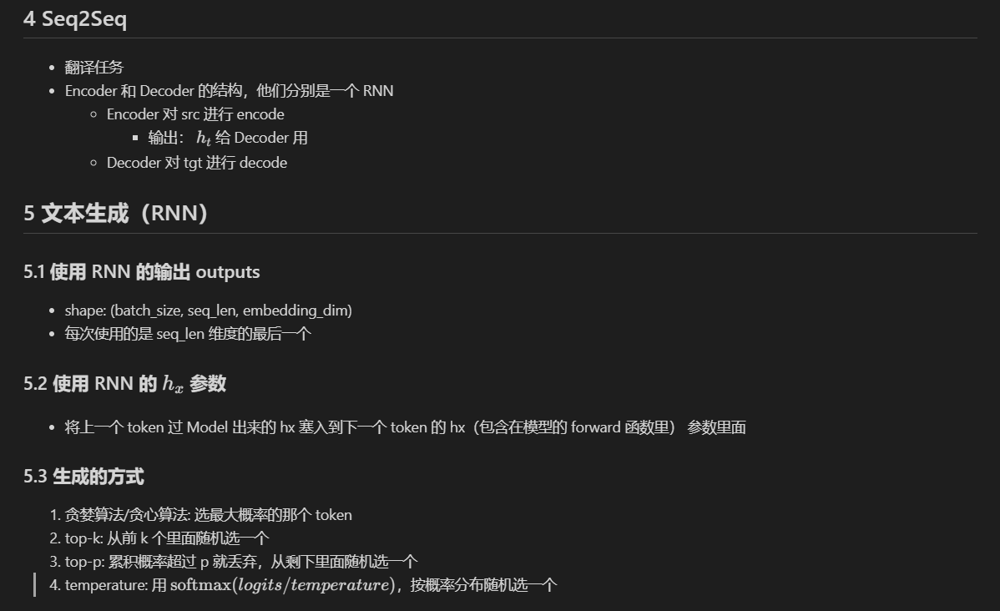 4 Seq2Seq
翻译任务
Encoder 和 Decoder 的结构，他们分别是一个 RNN
Encoder 对 src 进行 encode
输出： h_t 给 Decoder 用
Decoder 对 tgt 进行 decode
5 文本生成（RNN）
5.1 使用 RNN 的输出 outputs
shape: (batch_size, seq_len, embedding_dim)
每次使用的是 seq_len 维度的最后一个
5.2 使用 RNN 的 h_x 参数
将上一个 token 过 Model 出来的 hx 塞入到下一个 token 的 hx（包含在模型的 forward 函数里） 参数里面
5.3 生成的方式
1. 贪婪算法/贪心算法: 选最大概率的那个 token
2. top-k: 从前 k 个里面随机选一个
3. top-p: 累积概率超过 p 就丢弃，从剩下里面随机选一个
4. temperature: 用 softmax(logits/temperature)，按概率分布随机选一个